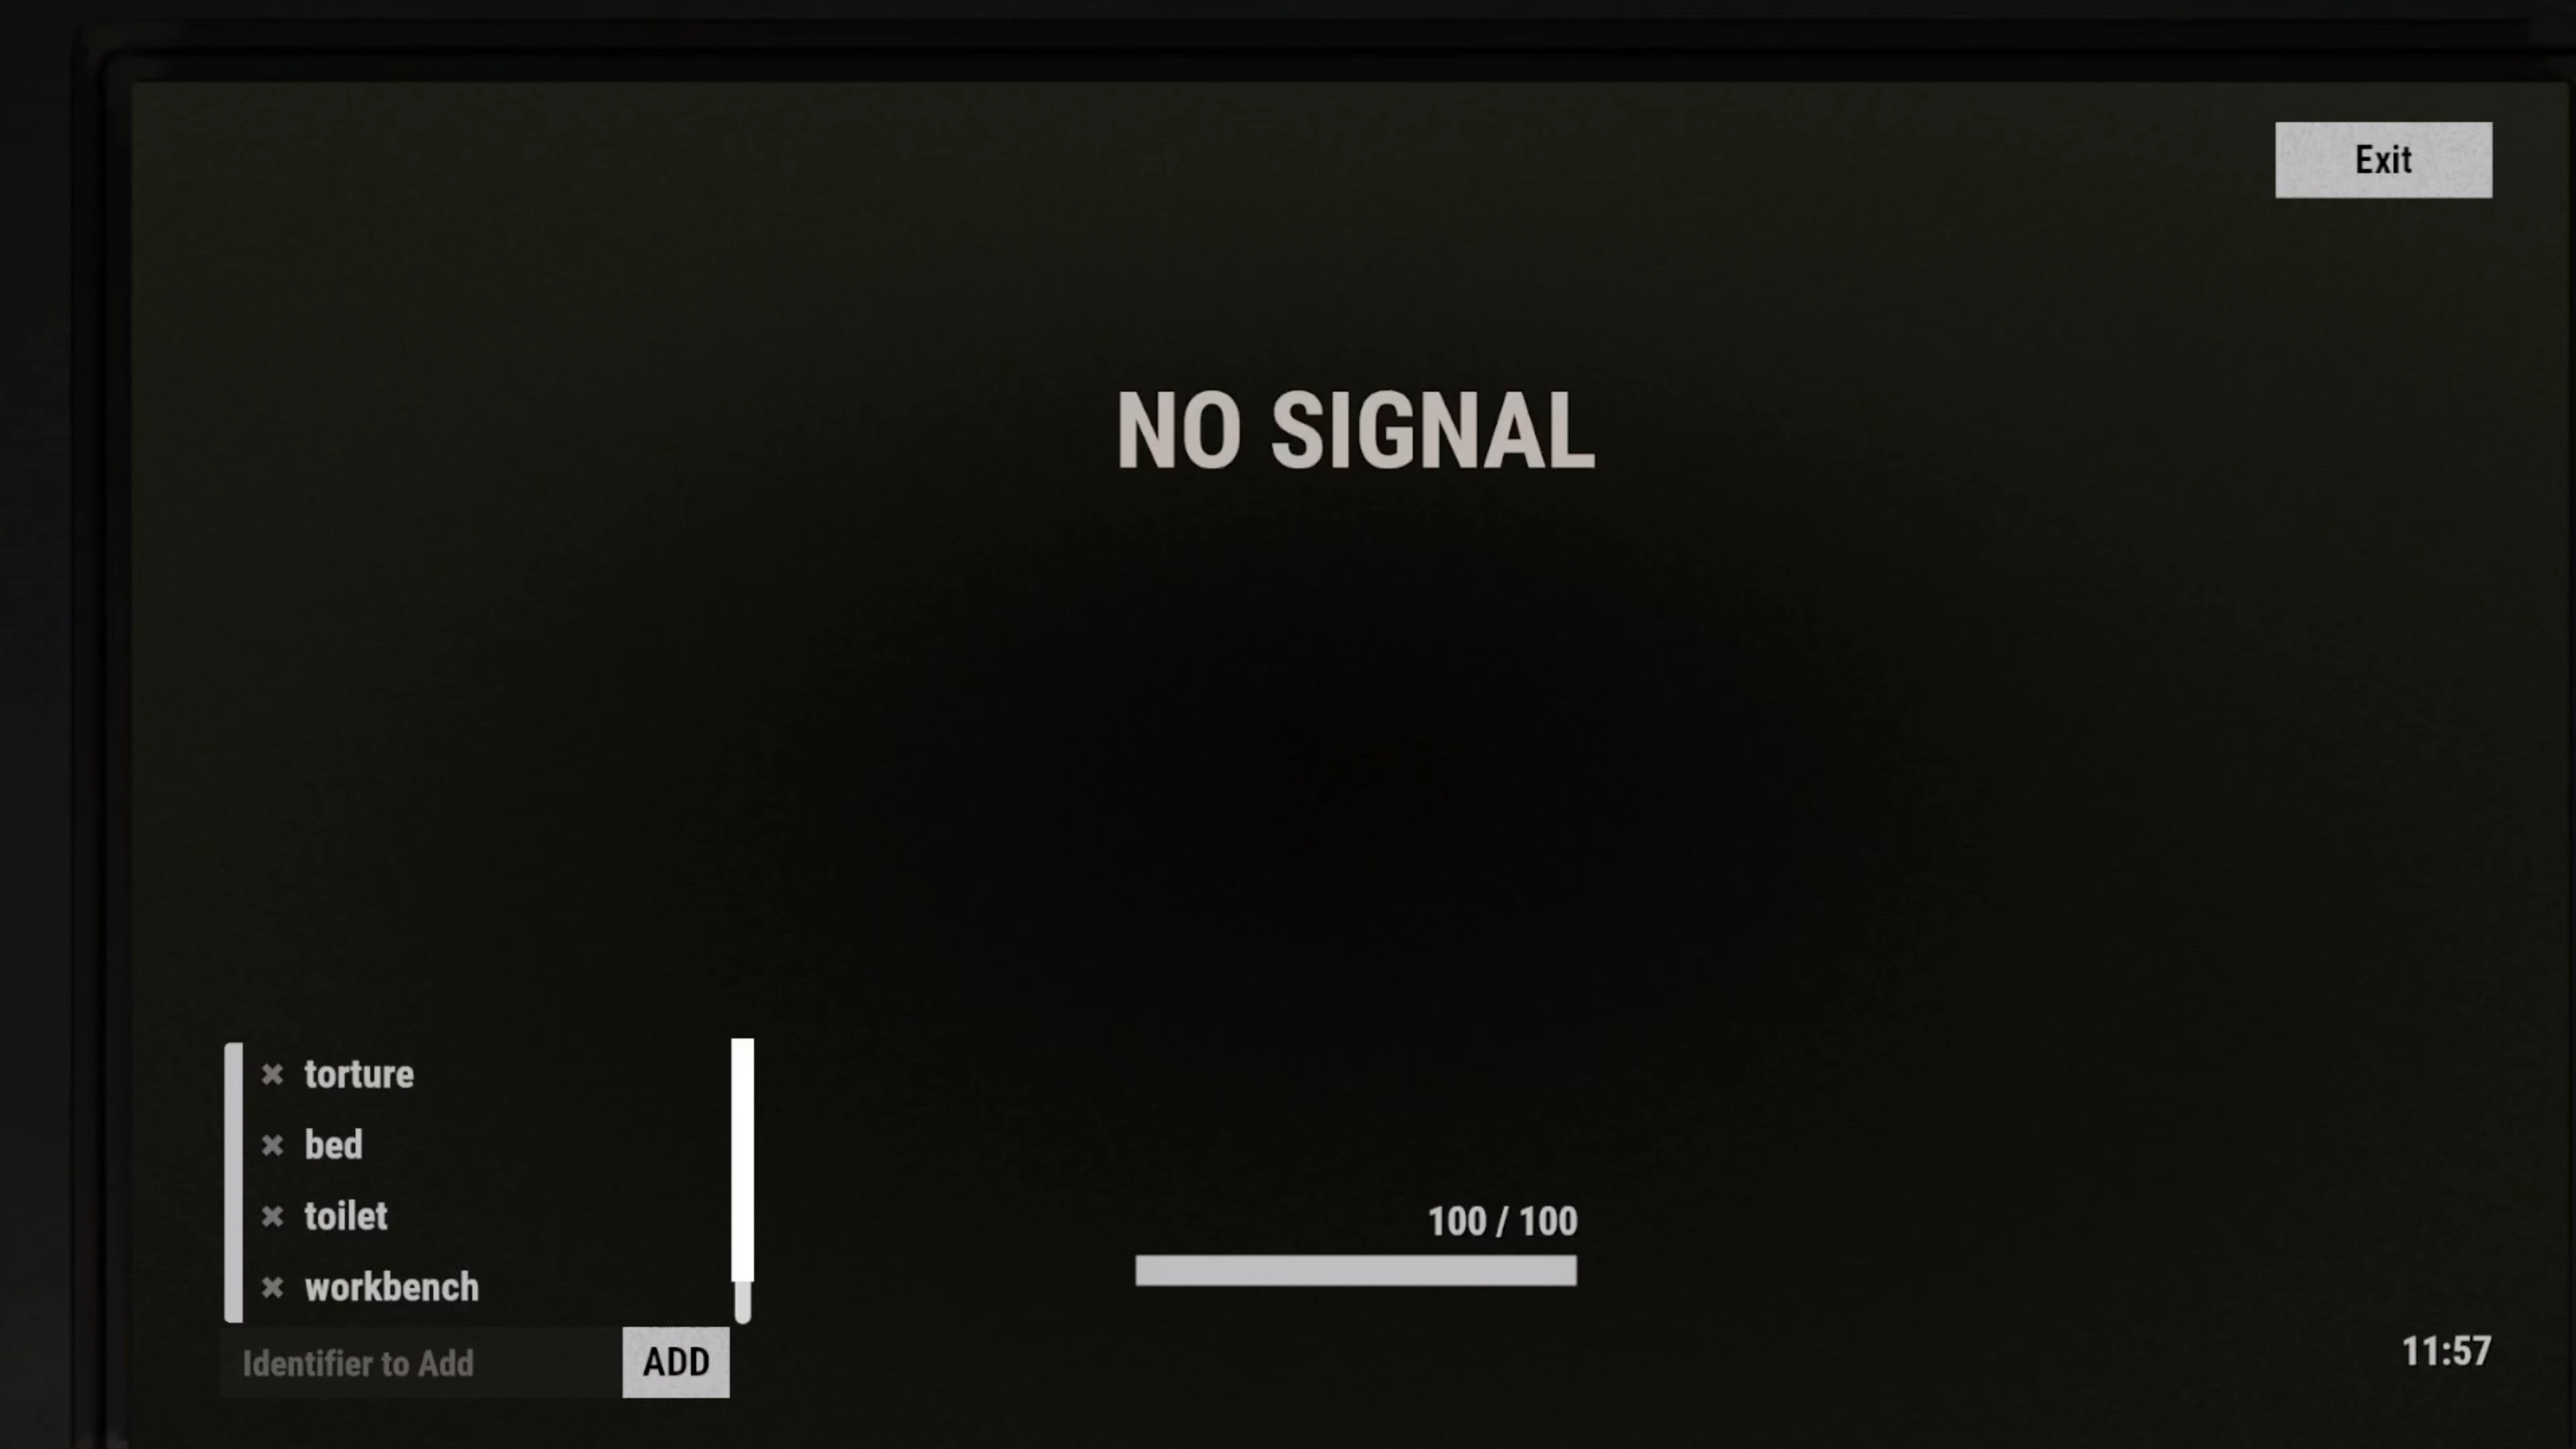 Exit
NO SIGNAL
torture
bed
toilet
workbench
Identifier to Add
ADD
100 / 100
11:57